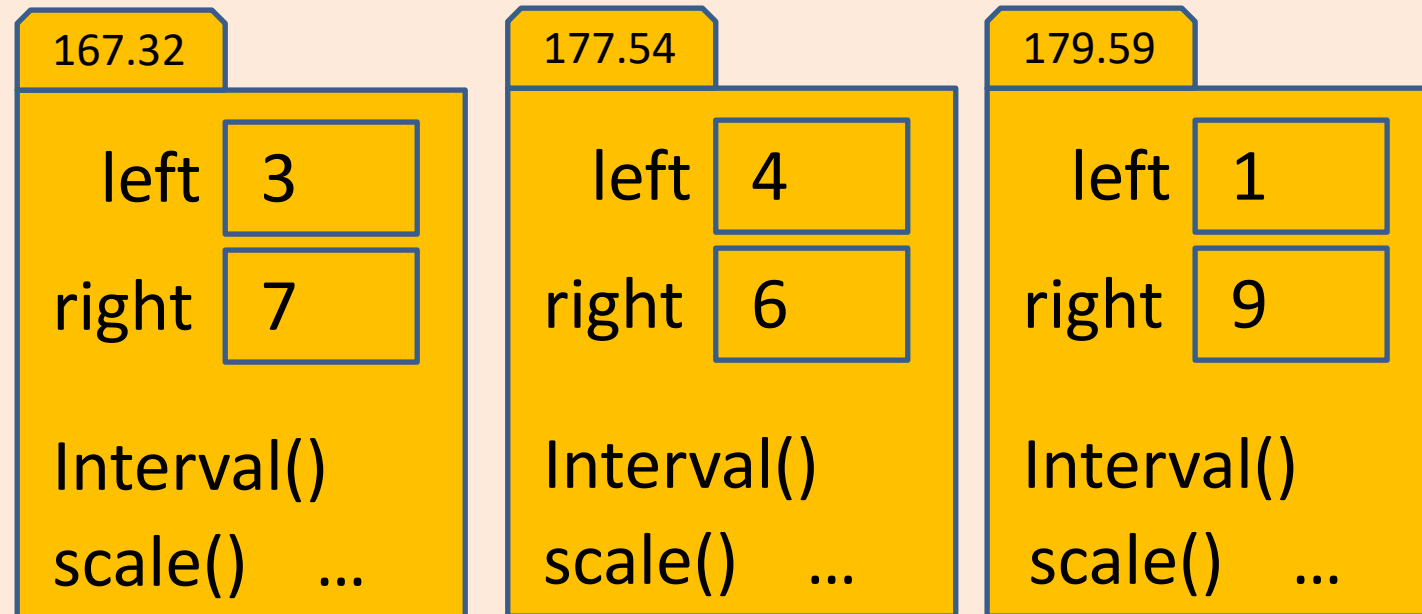 167.32
left 3
right 7
Interval()
scale() ...
177.54
left 4
right 6
Interval()
scale() ...
179.59
left 1
right 9
Interval()
scale() ...